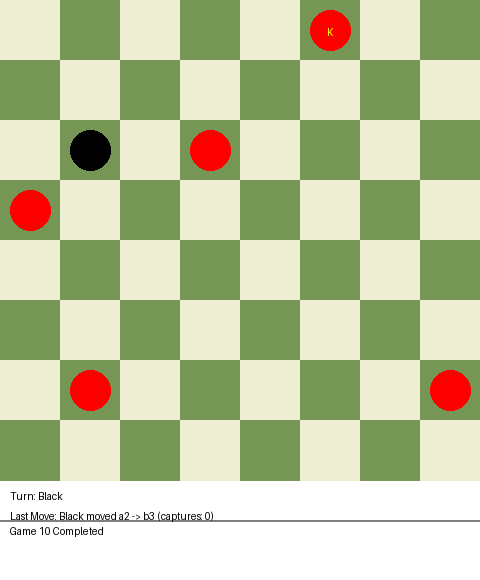 K
Turn: Black
Last Move: Black moved a2 -> b3 (captures: 0)
Game 10 Completed